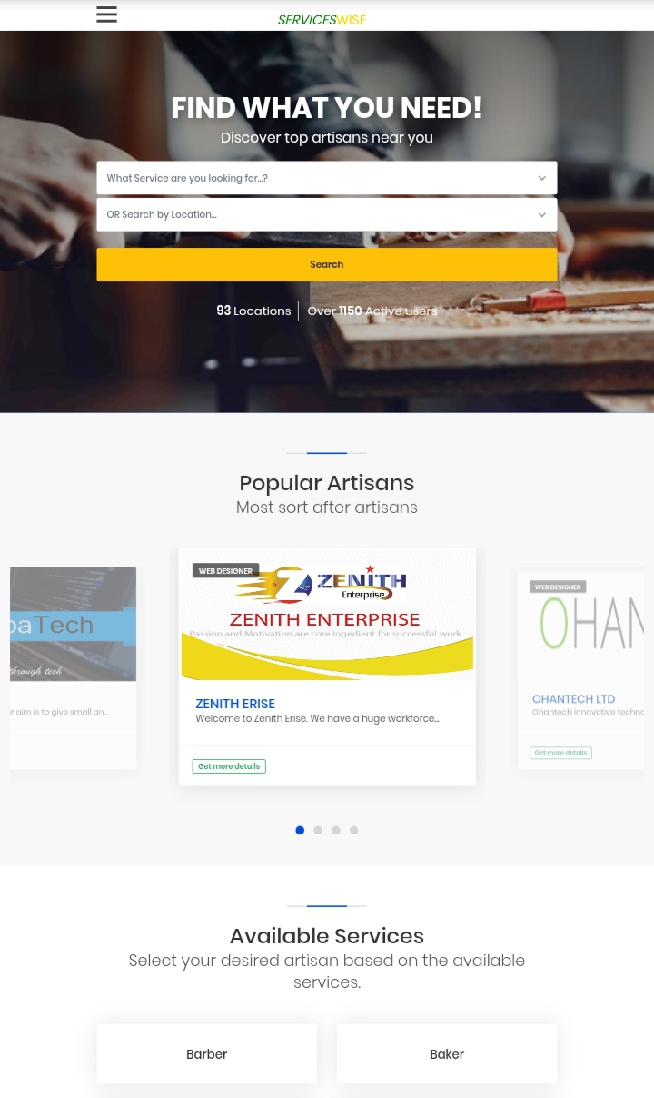 SERVICESWISE
FIND WHAT YOU NEED!
Discover top artisans near you
What Service are you looking for...?
OR Search by Location...
Search
93 Locations
Over 1150 Active users
Popular Artisans
Most sort after artisans
paTech
through tech
r aim is to give small an...
WEB DESIGNER
ZENITH
Enterprise
ZENITH ENTERPRISE
Passion and Motivation are core ingredient for successful work
ZENITH ERISE
Welcome to Zenith Erise. We have a huge workforce...
Get more details
WEB DESIGNER
OHAN
OHANTECH LTD
Ohantech innovative techno
Get more details
Available Services
Select your desired artisan based on the available
services.
Barber
Baker